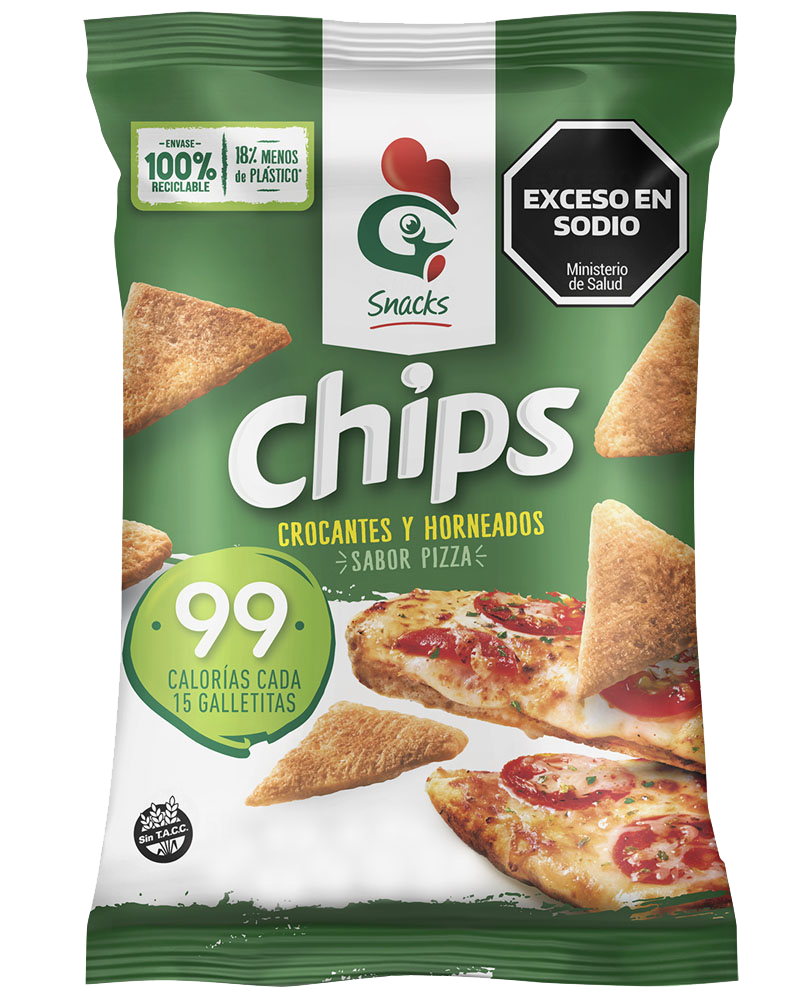 -ENVASE-
100%
RECICLABLE
18% MENOS
de PLÁSTICO*
EXCESO EN
SODIO
Ministerio
de Salud
Snacks
chips
CROCANTES Y HORNEADOS
SABOR PIZZA
99
CALORÍAS CADA
15 GALLETITAS
Sin T.A.C.C.